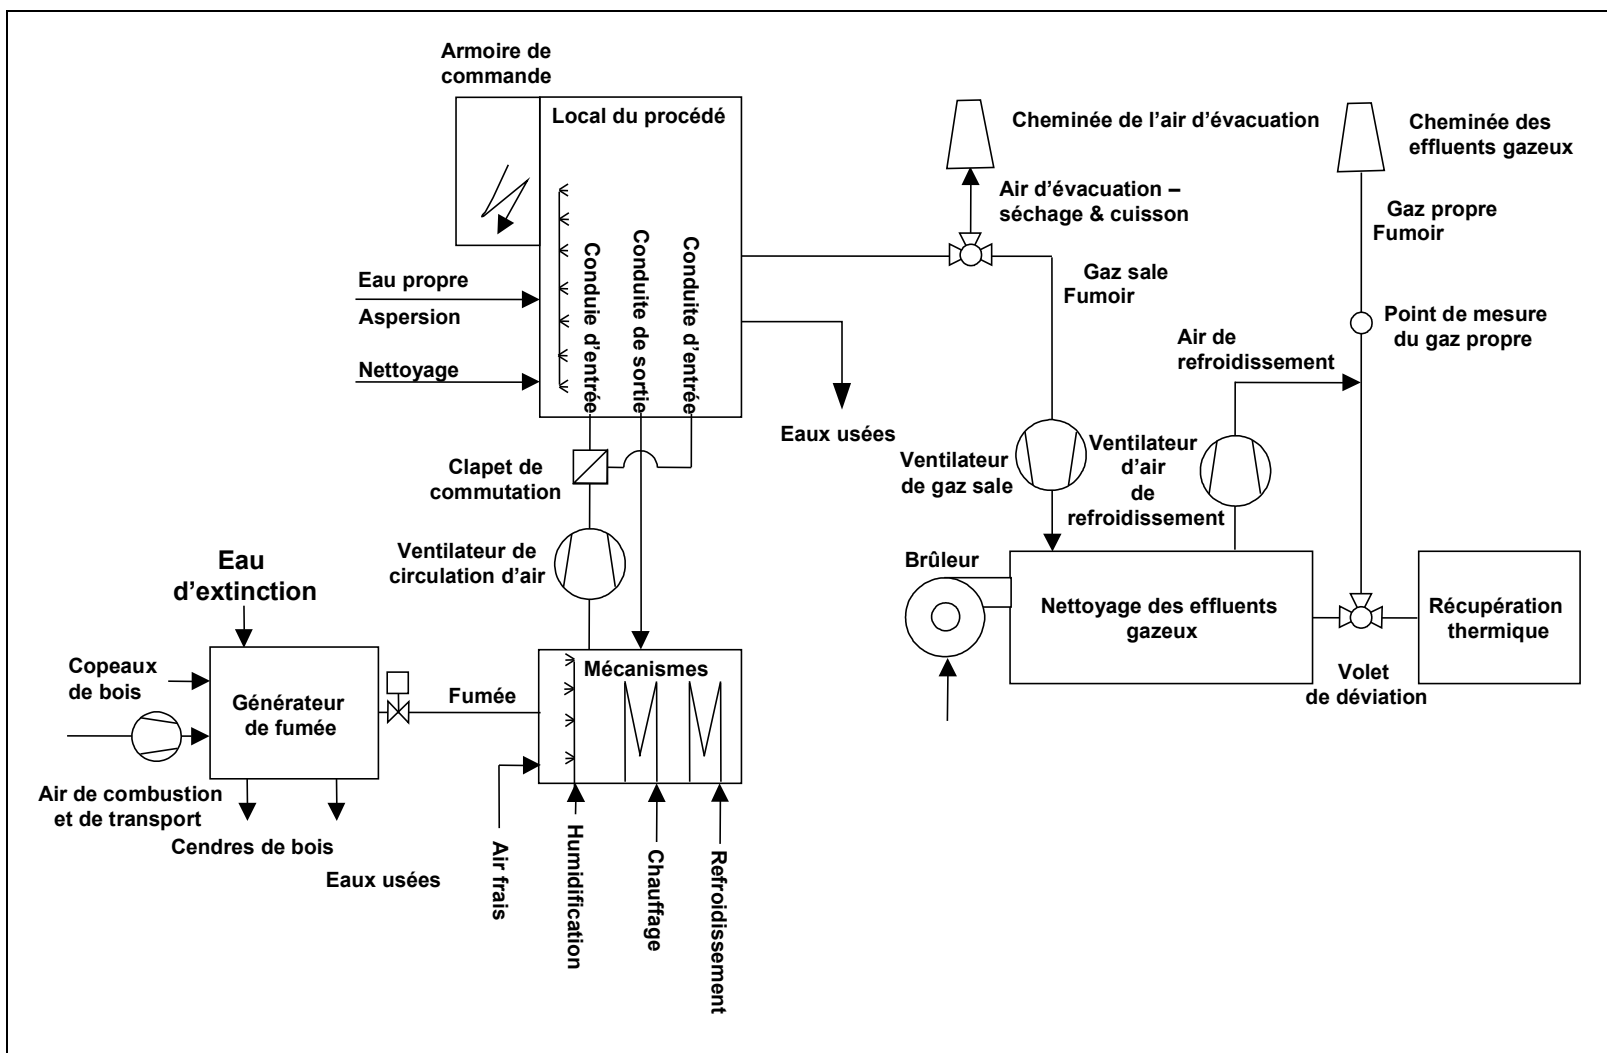 Armoire de
commande
Local du procédé
Cheminée de l'air d'évacuation
Cheminée des
effluents gazeux
Air d'évacuation –
séchage & cuisson
Gaz propre
Fumoir
Conduie d'entrée
Conduite de sortie
Conduite d'entrée
Eau propre
Aspersion
Nettoyage
Gaz sale
Fumoir
Point de mesure
du gaz propre
Air de
refroidissement
Eaux usées
Clapet de
commutation
Ventilateur
de gaz sale
Ventilateur
d'air
de
refroidissement
Ventilateur de
circulation d'air
Brûleur
Nettoyage des effluents
gazeux
Récupération
thermique
Volet
de déviation
Eau
d'extinction
Copeaux
de bois
Générateur
de fumée
Fumée
Mécanismes
Air de combustion
et de transport
Cendres de bois
Eaux usées
Air frais
Humidification
Chauffage
Refroidissement